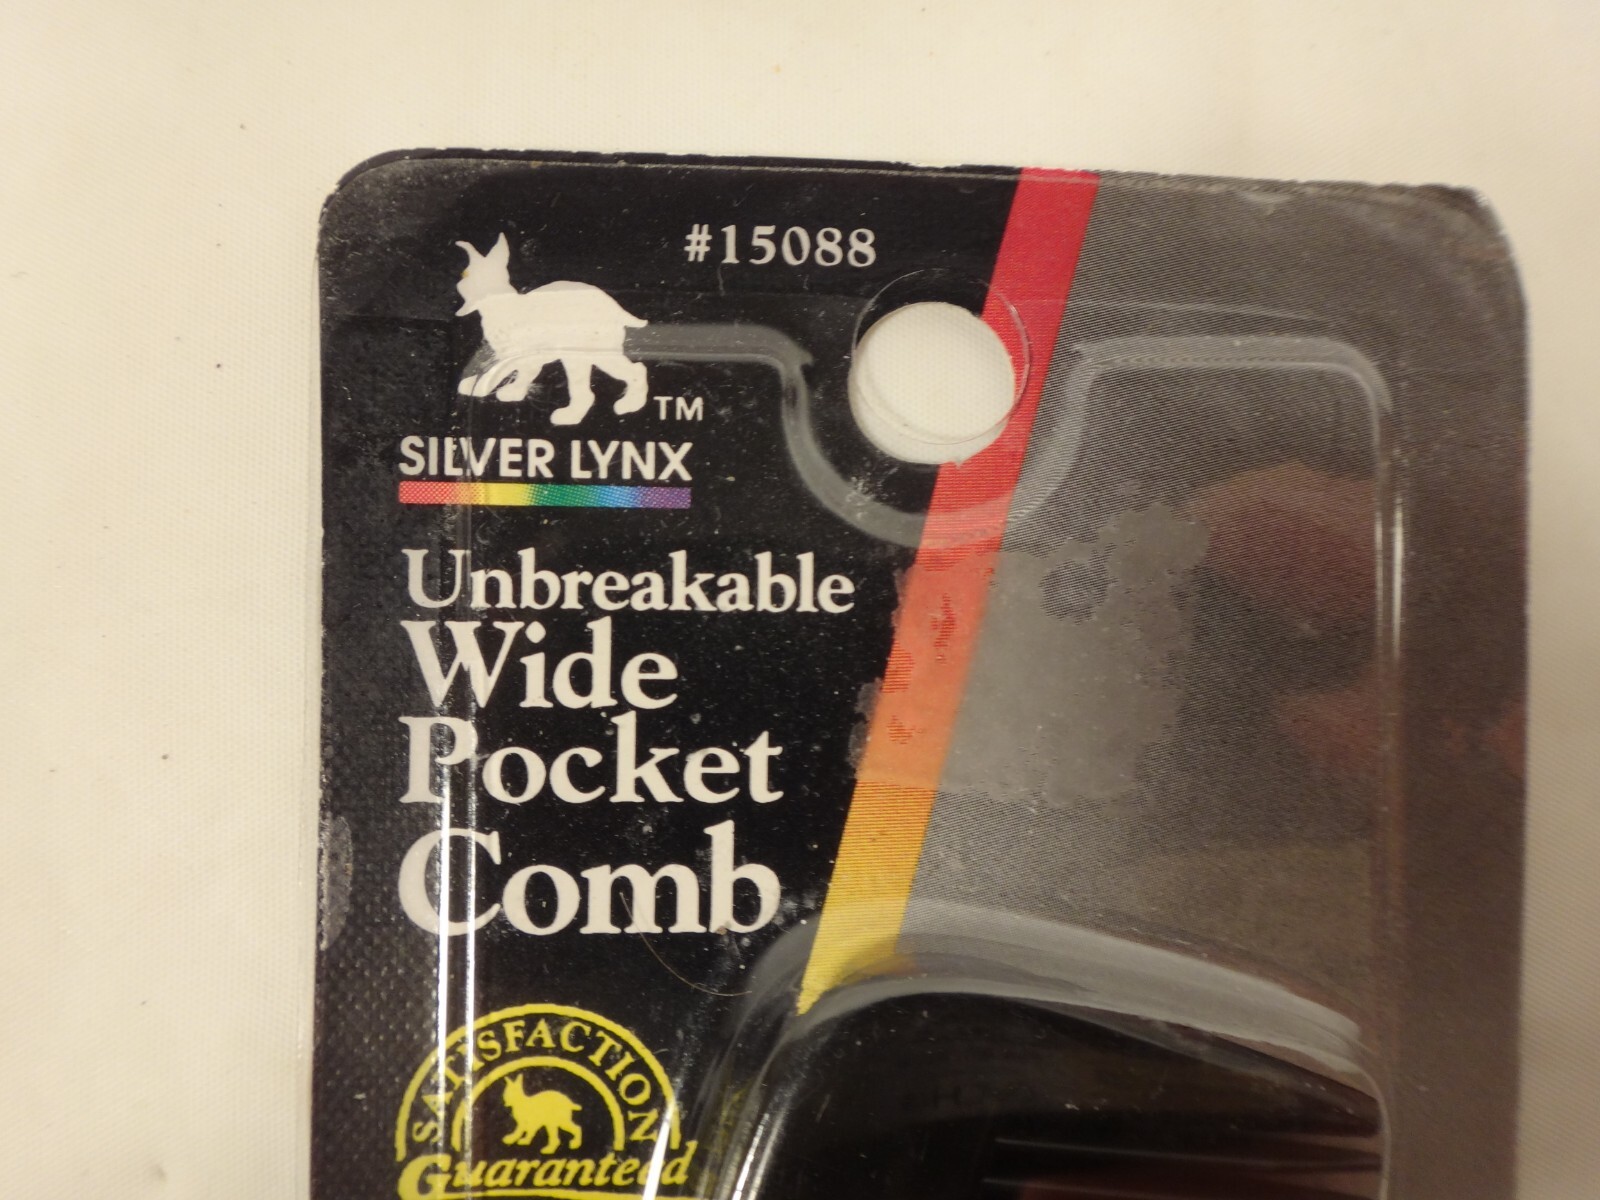 #15088
TM
SILVER LYNX
Unbreakable
Wide
Pocket
Comb
SATISFACTION
Guaranteed